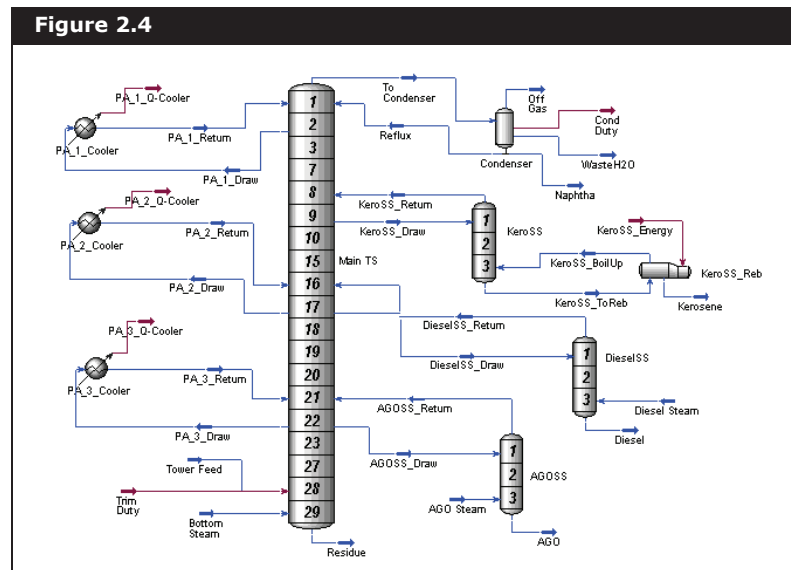 Figure 2.4
PA_1_Q-Cooler
PA_1_Return
PA_1_Cooler
PA_1_Draw
PA_2_Q-Cooler
PA_2_Return
PA_2_Cooler
PA_2_Draw
PA_3_Q-Cooler
PA_3_Return
PA_3_Cooler
PA_3_Draw
Tower Feed
Trim
Duty
Bottom
Steam
1
2
3
7
8
9
10
15
16
17
18
19
20
21
22
23
27
28
29
Main TS
Residue
To
Condenser
Reflux
Off
Gas
Cond
Duty
Condenser
WasteH2O
Naphtha
KeroSS_Return
KeroSS_Draw
1
2
3
KeroSS
KeroSS_Energy
KeroSS_BoilUp
KeroSS_Reb
KeroSS_ToReb
Kerosene
DieselSS_Return
DieselSS_Draw
1
2
3
DieselSS
Diesel Steam
Diesel
AGOSS_Return
AGOSS_Draw
1
2
3
AGOSS
AGO Steam
AGO